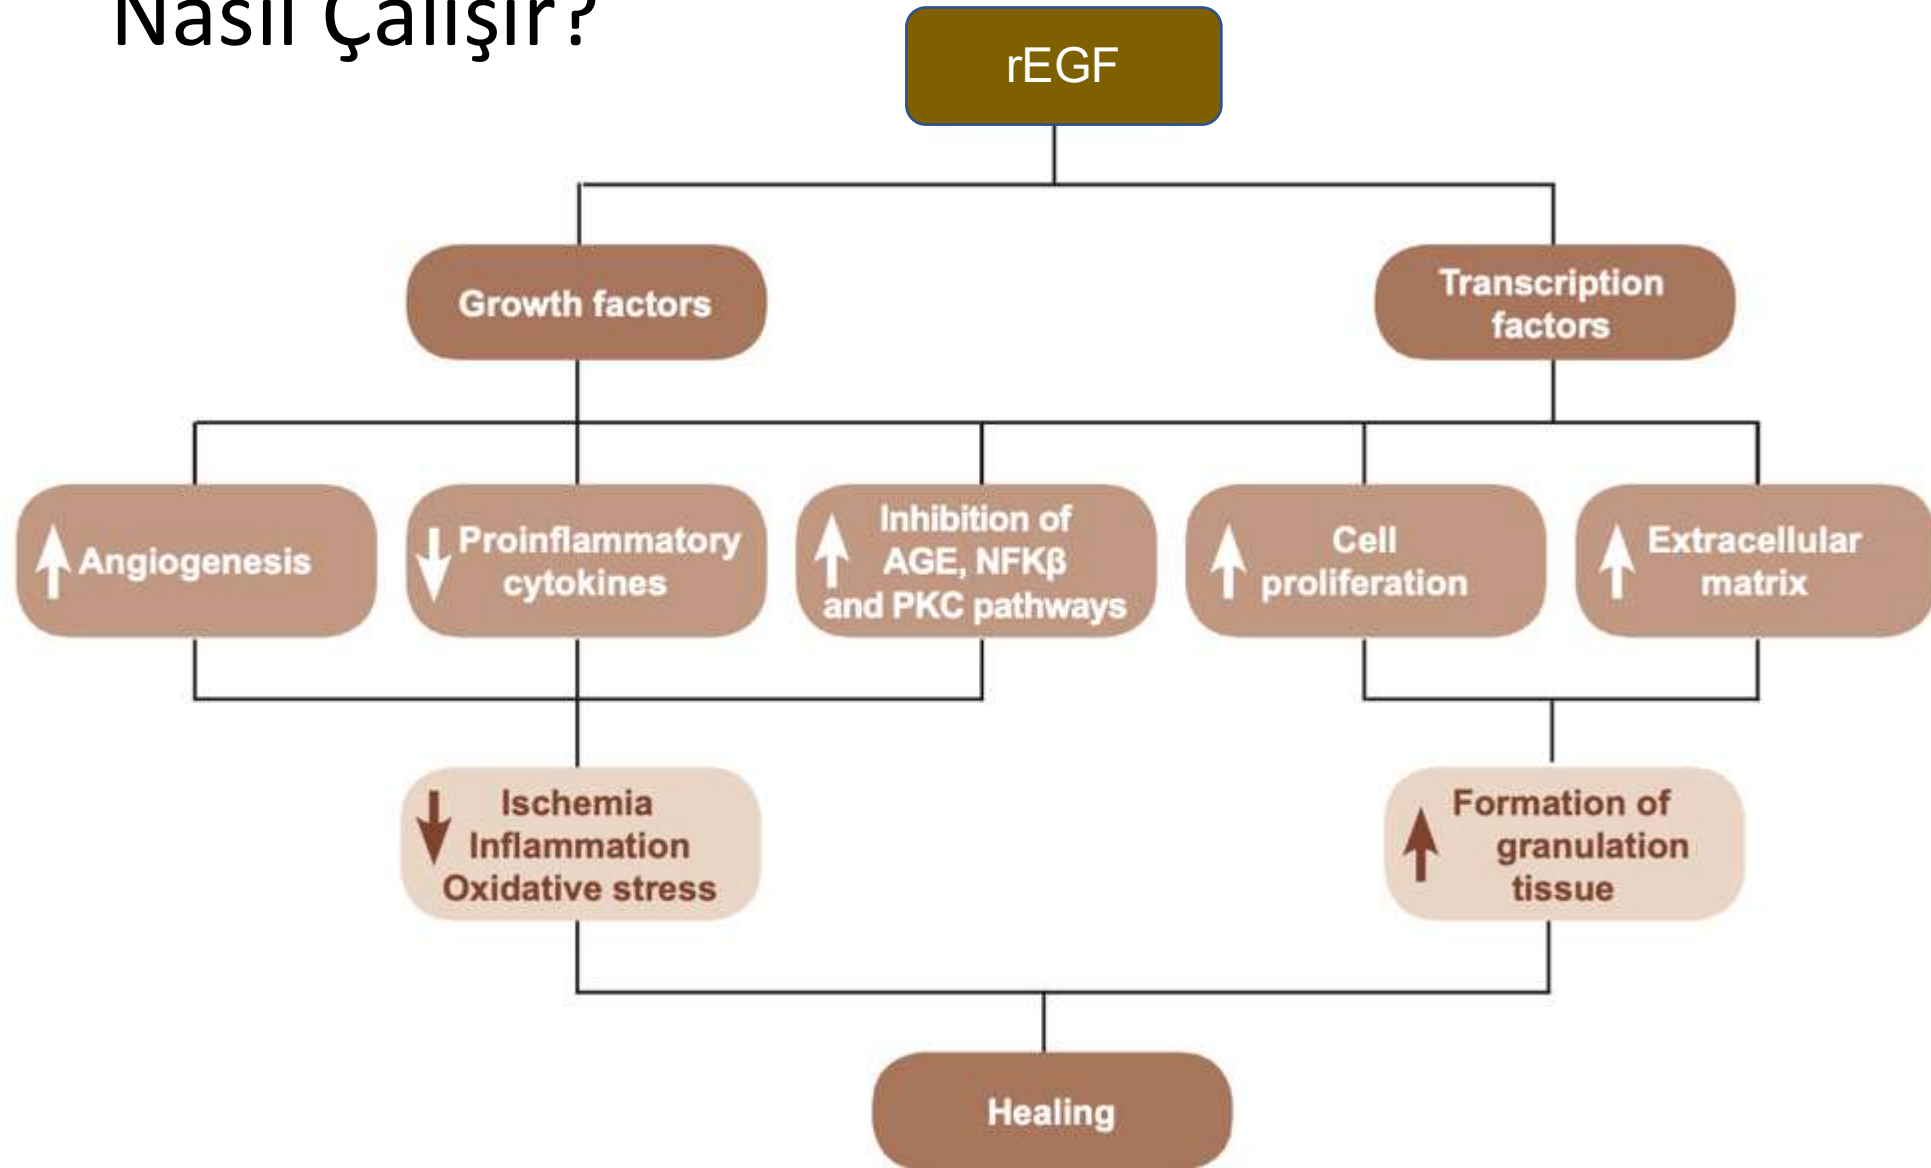 Nasıl Çalışır?
rEGF
Growth factors
Transcription
factors
Angiogenesis
Proinflammatory
cytokines
Inhibition of
AGE, NFKβ
and PKC pathways
Cell
proliferation
Extracellular
matrix
Ischemia
Inflammation
Oxidative stress
Formation of
granulation
tissue
Healing